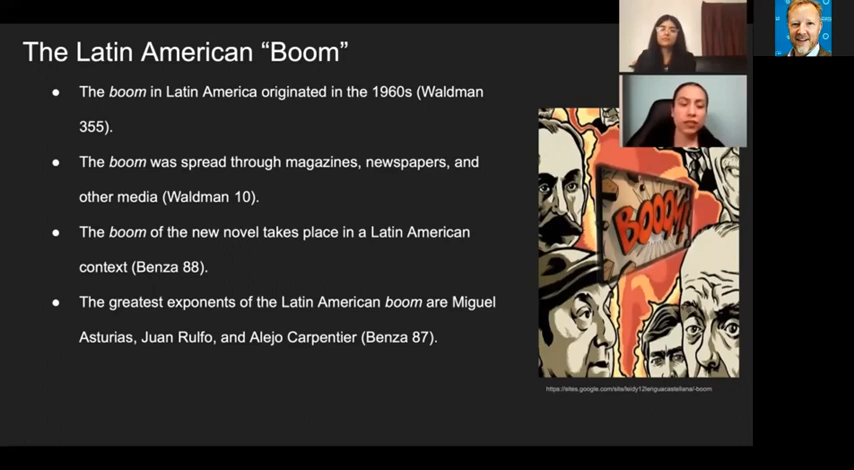 The Latin American “Boom”
● The boom in Latin America originated in the 1960s (Waldman
355).
● The boom was spread through magazines, newspapers, and
other media (Waldman 10).
● The boom of the new novel takes place in a Latin American
context (Benza 88).
● The greatest exponents of the Latin American boom are Miguel
Asturias, Juan Rulfo, and Alejo Carpentier (Benza 87).
BOOOM!
https://sites.google.com/site/leidy12lenguacastellana/-boom